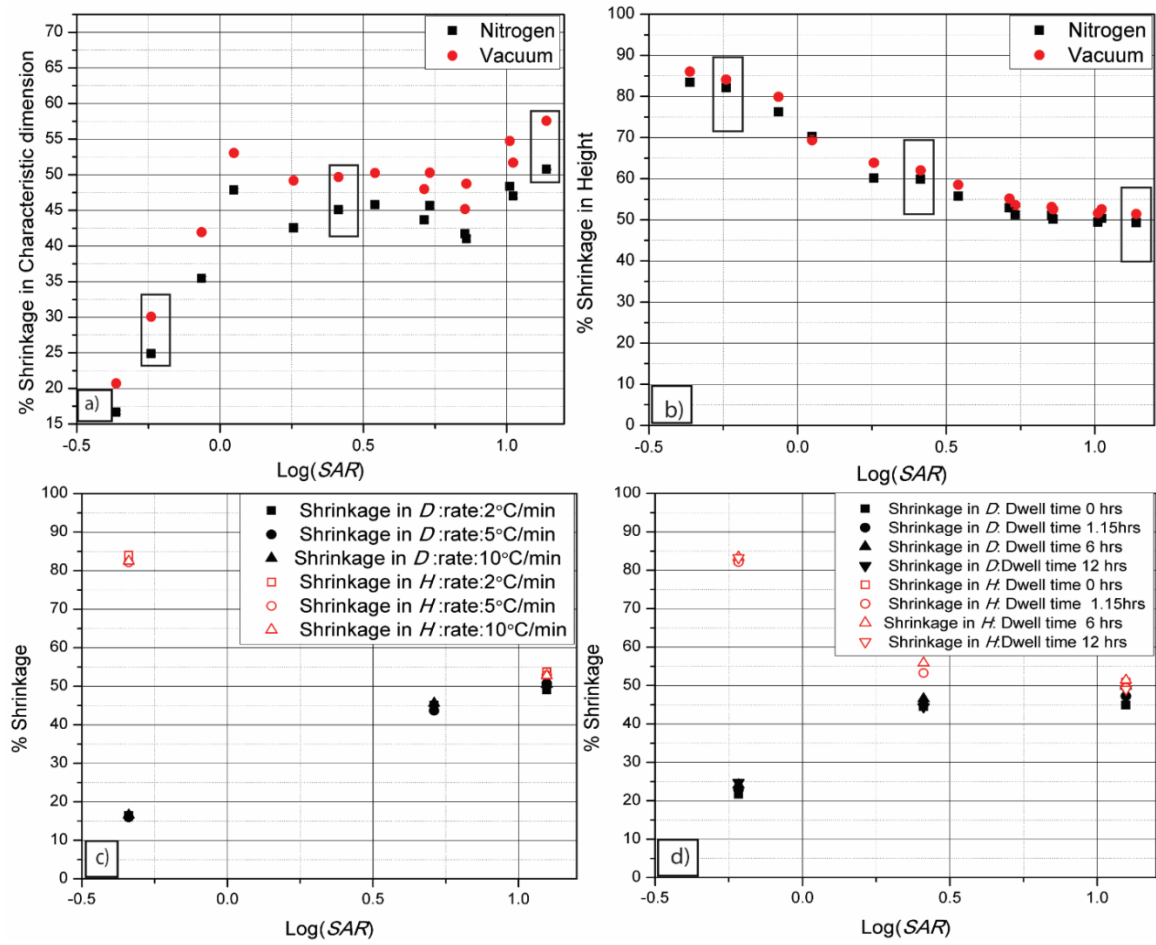 75
70
65
60
55
50
45
40
35
30
25
20
15
% Shrinkage in Characteristic dimension
Nitrogen
Vacuum
a)
-0.5
0.0
0.5
1.0
Log(SAR)
100
90
80
70
60
50
40
30
20
10
0
% Shrinkage in Height
Nitrogen
Vacuum
b)
-0.5
0.0
0.5
1.0
Log(SAR)
100
90
80
70
60
50
40
30
20
10
0
% Shrinkage
Shrinkage in D :rate:2°C/min
Shrinkage in D :rate:5°C/min
Shrinkage in D :rate:10°C/min
Shrinkage in H :rate:2°C/min
Shrinkage in H :rate:5°C/min
Shrinkage in H :rate:10°C/min
c)
-0.5
0.0
0.5
1.0
Log(SAR)
100
90
80
70
60
50
40
30
20
10
0
% Shrinkage
Shrinkage in D: Dwell time 0 hrs
Shrinkage in D: Dwell time 1.15hrs
Shrinkage in D: Dwell time 6 hrs
Shrinkage in D:Dwell time 12 hrs
Shrinkage in H: Dwell time 0 hrs
Shrinkage in H: Dwell time 1.15hrs
Shrinkage in H: Dwell time 6 hrs
Shrinkage in H:Dwell time 12 hrs
d)
-0.5
0.0
0.5
1.0
Log(SAR)